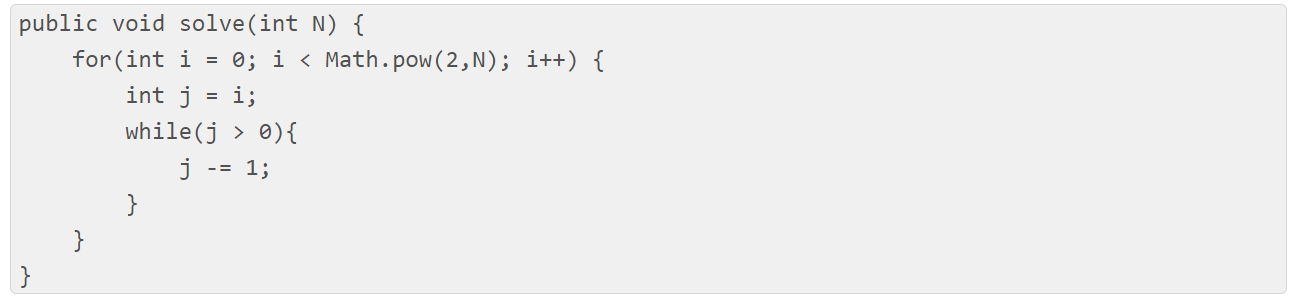 public void solve(int N) {
    for(int i = 0; i < Math.pow(2,N); i++) {
        int j = i;
        while(j > 0){
            j -= 1;
        }
    }
}